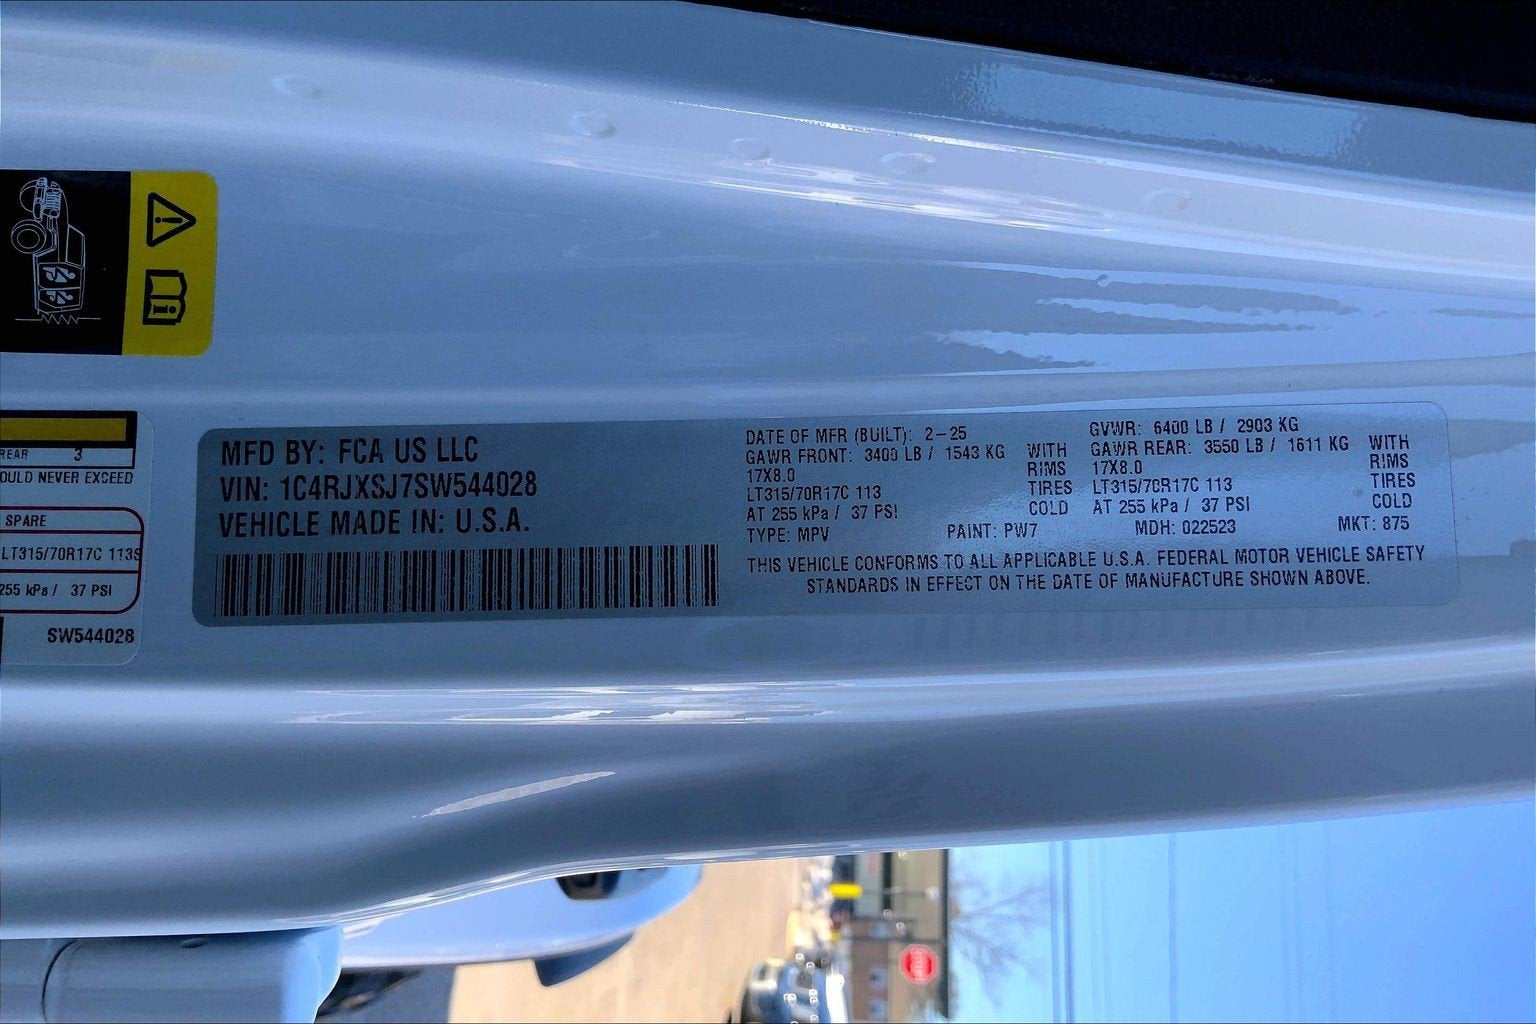 REAR 3
OULD NEVER EXCEED
SPARE
LT315/70R17C 113S
255 kPa / 37 PSI
SW544028
MFD BY: FCA US LLC
VIN: 1C4RJXSJ7SW544028
VEHICLE MADE IN: U.S.A.
DATE OF MFR (BUILT): 2-25
GAWR FRONT: 3400 LB / 1543 KG WITH
17X8.0 RIMS
LT315/70R17C 113 TIRES
AT 255 kPa / 37 PSI COLD
GVWR: 6400 LB / 2903 KG
GAWR REAR: 3550 LB / 1611 KG WITH
17X8.0 RIMS
LT315/70R17C 113 TIRES
AT 255 kPa / 37 PSI COLD
TYPE: MPV PAINT: PW7 MDH: 022523 MKT: 875
THIS VEHICLE CONFORMS TO ALL APPLICABLE U.S.A. FEDERAL MOTOR VEHICLE SAFETY
STANDARDS IN EFFECT ON THE DATE OF MANUFACTURE SHOWN ABOVE.